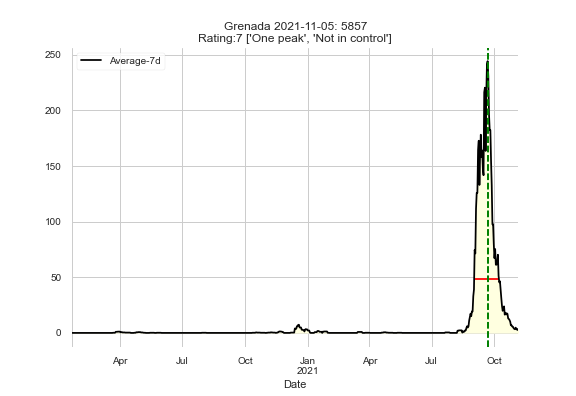 Grenada 2021-11-05: 5857
Rating:7 ['One peak', 'Not in control']
Average-7d
250
200
150
100
50
0
Apr Jul Oct Jan Apr Jul Oct
2021
Date